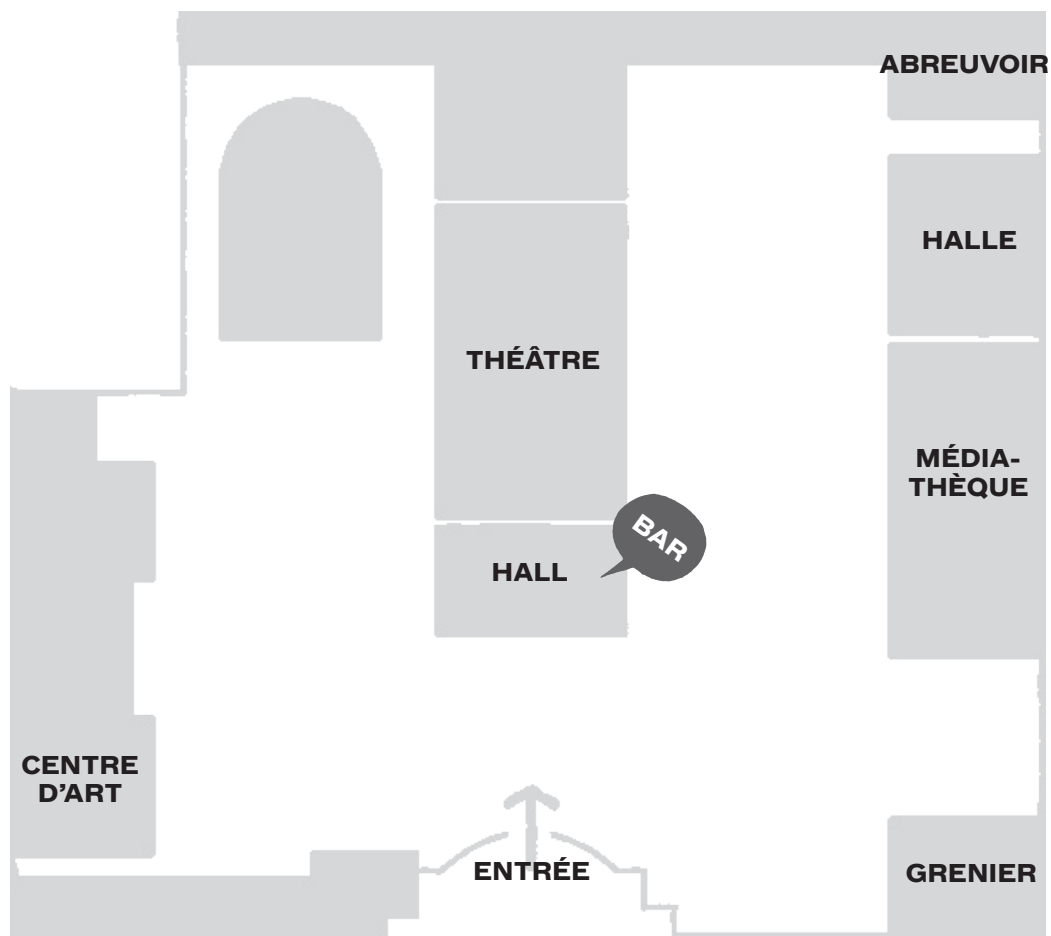 ABREUVOIR
HALLE
THÉÂTRE
MÉDIA-
THÈQUE
BAR
HALL
CENTRE
D’ART
ENTRÉE
GRENIER